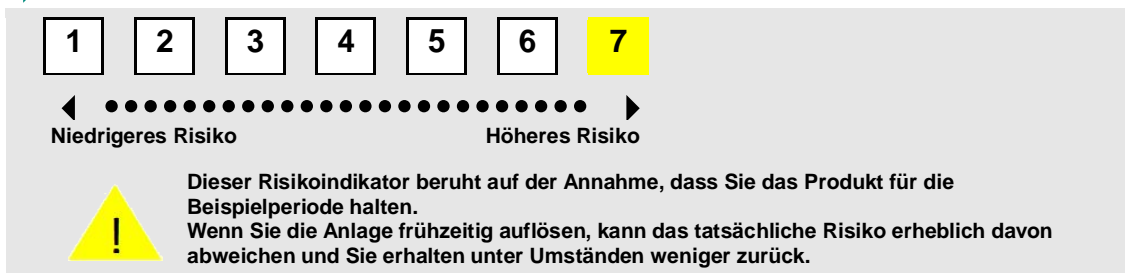 1 2 3 4 5 6 7
Niedrigeres Risiko Höheres Risiko
Dieser Risikoindikator beruht auf der Annahme, dass Sie das Produkt für die
Beispielperiode halten.
! Wenn Sie die Anlage frühzeitig auflösen, kann das tatsächliche Risiko erheblich davon
abweichen und Sie erhalten unter Umständen weniger zurück.